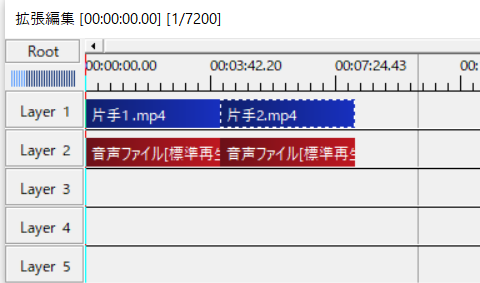 拡張編集 [00:00:00.00] [1/7200]
Root
00:00:00.00 00:03:42.20 00:07:24.43 00:
Layer 1 片手1.mp4 片手2.mp4
Layer 2 音声ファイル[標準再生 音声ファイル[標準再生
Layer 3
Layer 4
Layer 5